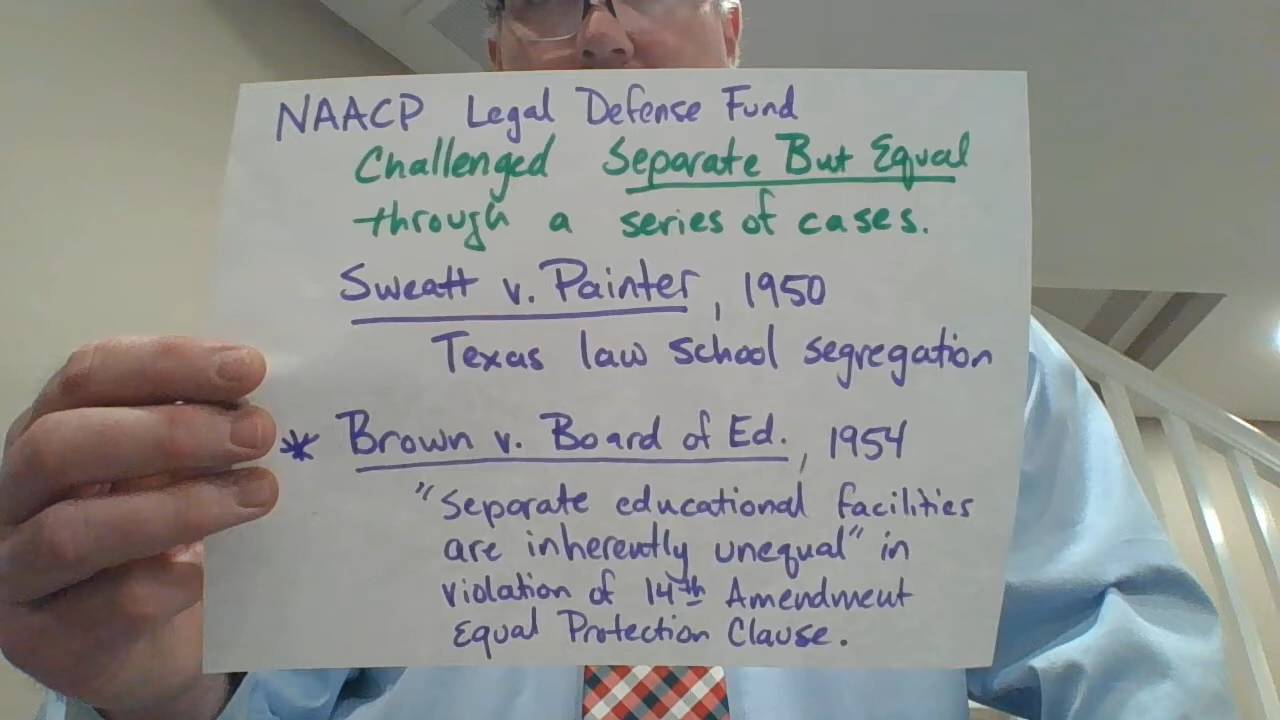 NAACP Legal Defense Fund
Challenged Separate But Equal
through a series of cases.
Sweatt v. Painter, 1950
Texas law school segregation
* Brown v. Board of Ed., 1954
"Separate educational facilities
are inherently unequal" in
violation of 14th Amendment
Equal Protection Clause.